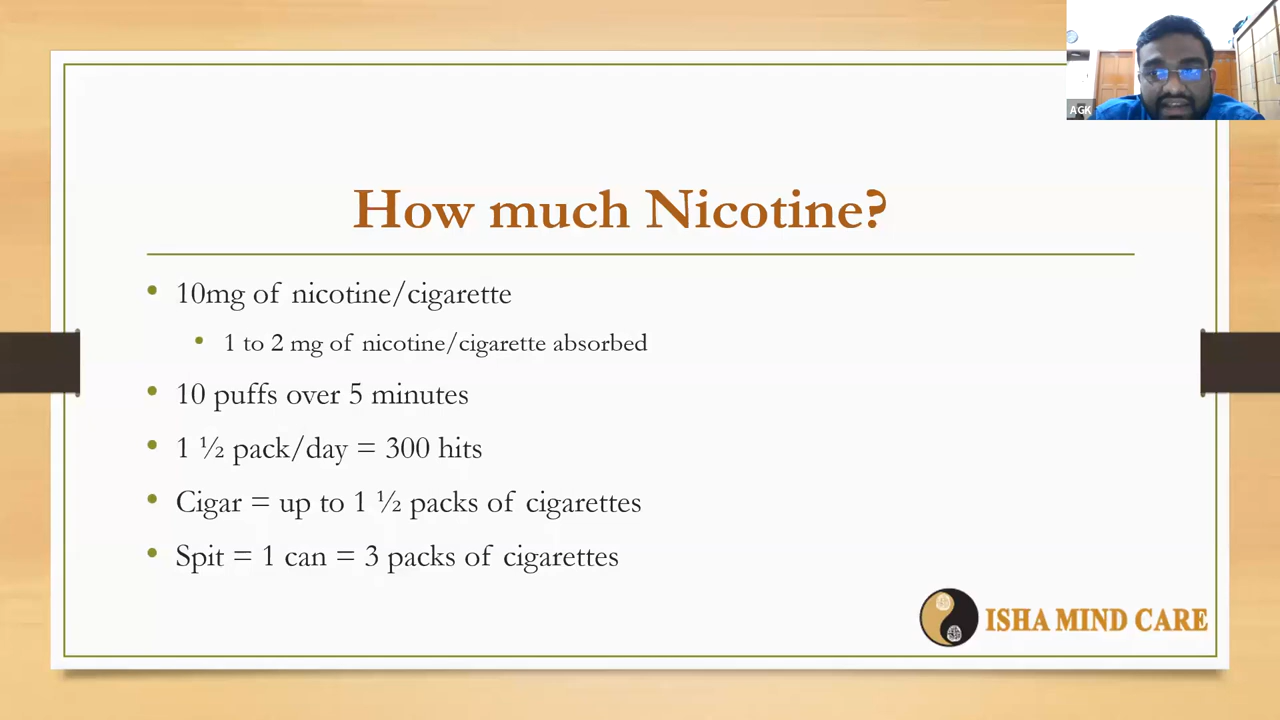 AGK
How much Nicotine?
• 10mg of nicotine/cigarette
• 1 to 2 mg of nicotine/cigarette absorbed
• 10 puffs over 5 minutes
• 1 ½ pack/day = 300 hits
• Cigar = up to 1 ½ packs of cigarettes
• Spit = 1 can = 3 packs of cigarettes
ISHA MIND CARE